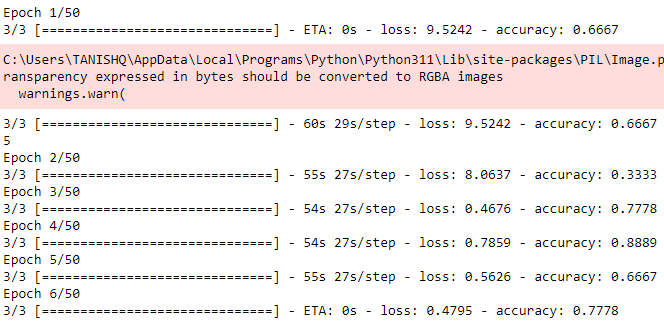 Epoch 1/50
3/3 [==============================] - ETA: 0s - loss: 9.5242 - accuracy: 0.6667
C:\Users\TANISHQ\AppData\Local\Programs\Python\Python311\Lib\site-packages\PIL\Image.p
ransparency expressed in bytes should be converted to RGBA images
warnings.warn(
3/3 [==============================] - 60s 29s/step - loss: 9.5242 - accuracy: 0.6667
5
Epoch 2/50
3/3 [==============================] - 55s 27s/step - loss: 8.0637 - accuracy: 0.3333
Epoch 3/50
3/3 [==============================] - 54s 27s/step - loss: 0.4676 - accuracy: 0.7778
Epoch 4/50
3/3 [==============================] - 54s 27s/step - loss: 0.7859 - accuracy: 0.8889
Epoch 5/50
3/3 [==============================] - 55s 27s/step - loss: 0.5626 - accuracy: 0.6667
Epoch 6/50
3/3 [==============================] - ETA: 0s - loss: 0.4795 - accuracy: 0.7778